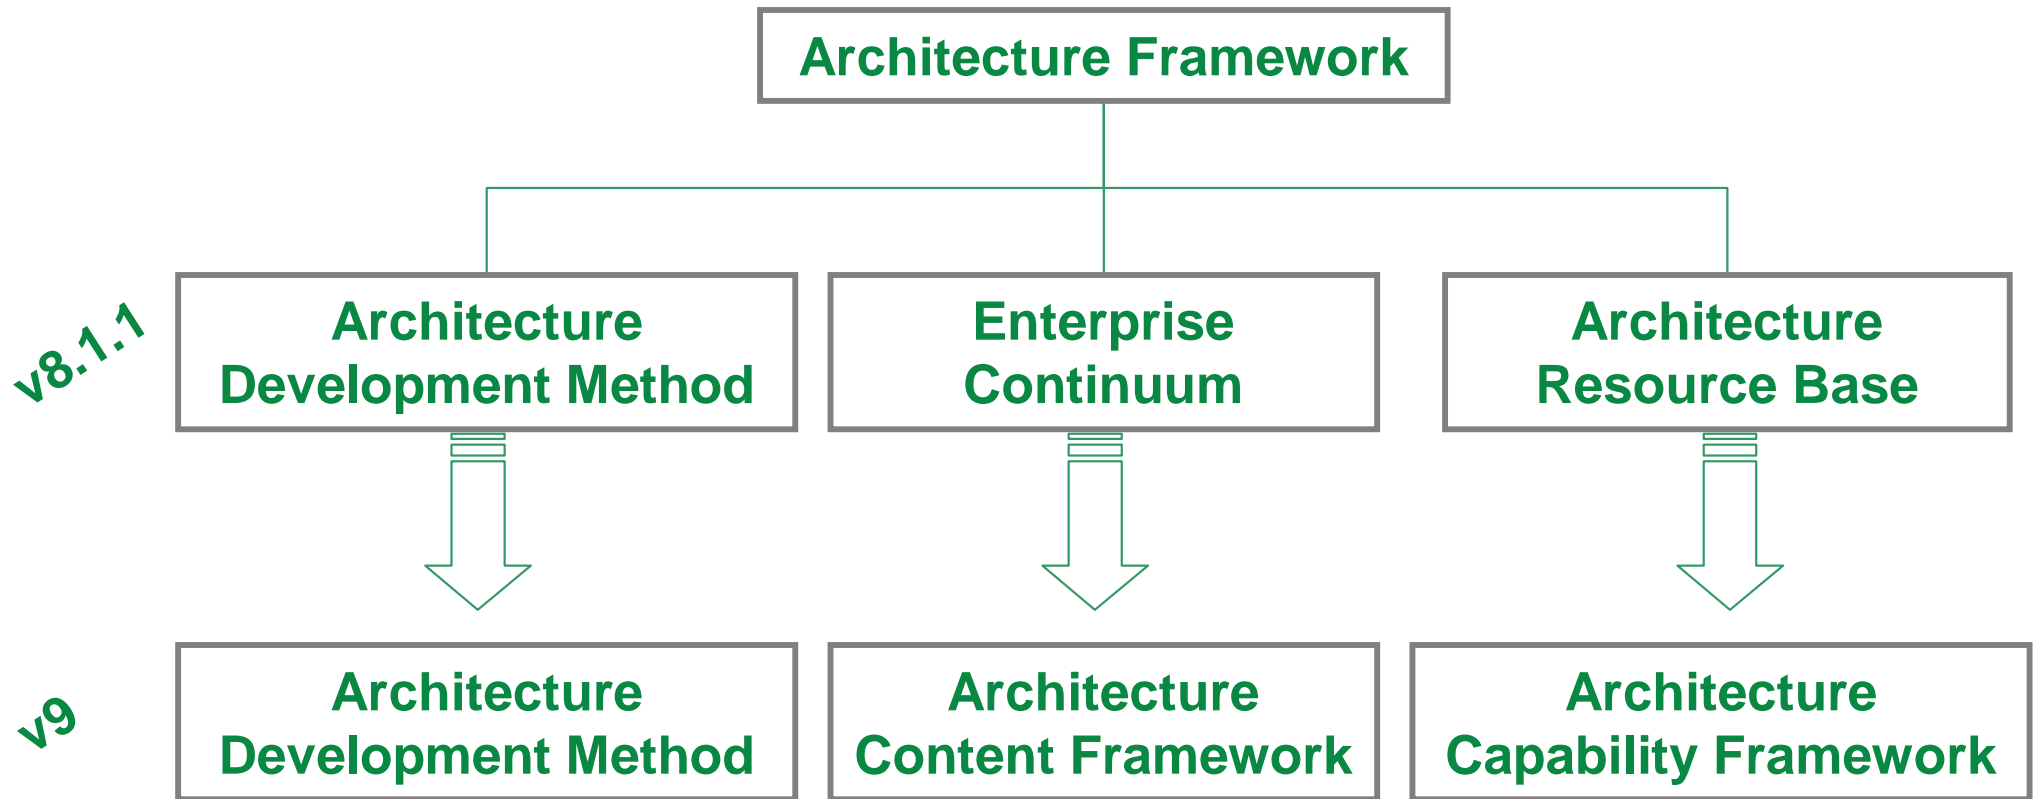 Architecture Framework
v8.1.1
Architecture
Development Method
Enterprise
Continuum
Architecture
Resource Base
v9
Architecture
Development Method
Architecture
Content Framework
Architecture
Capability Framework